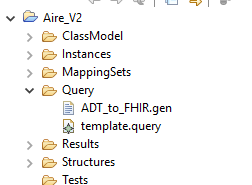 Aire_V2
ClassModel
Instances
MappingSets
Query
ADT_to_FHIR.gen
template.query
Results
Structures
Tests